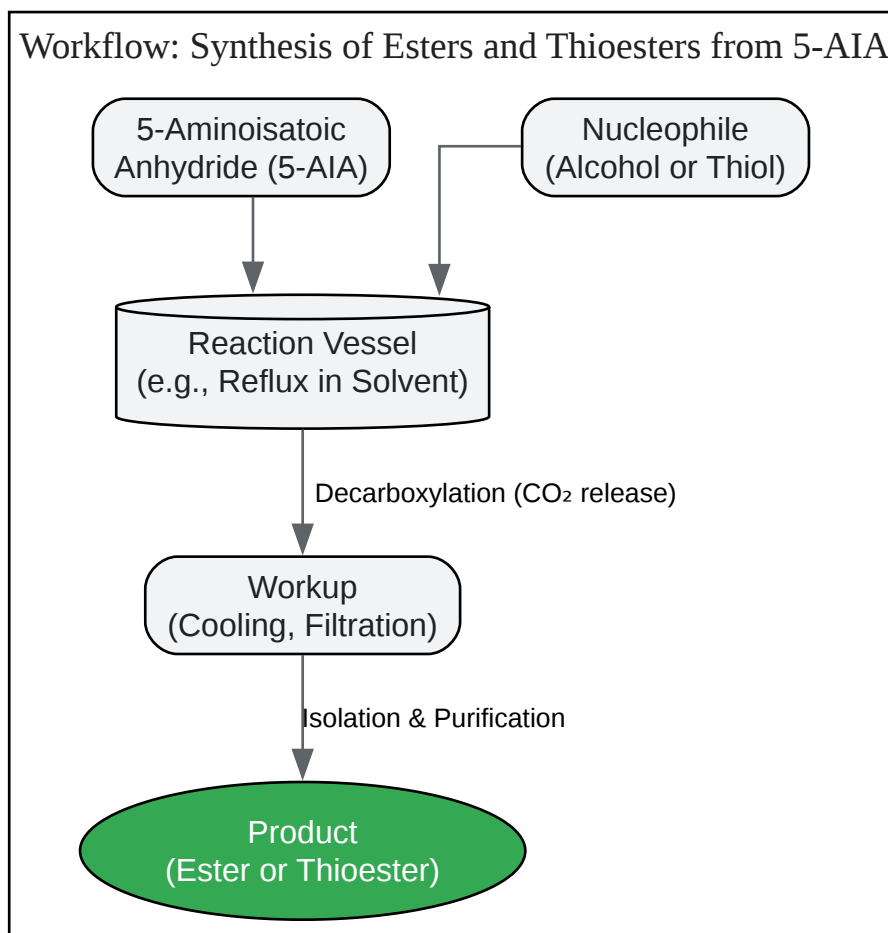 Workflow: Synthesis of Esters and Thioesters from 5-AIA
5-Aminoisatoic
Anhydride (5-AIA)
Nucleophile
(Alcohol or Thiol)
Reaction Vessel
(e.g., Reflux in Solvent)
Decarboxylation (CO₂ release)
Workup
(Cooling, Filtration)
Isolation & Purification
Product
(Ester or Thioester)